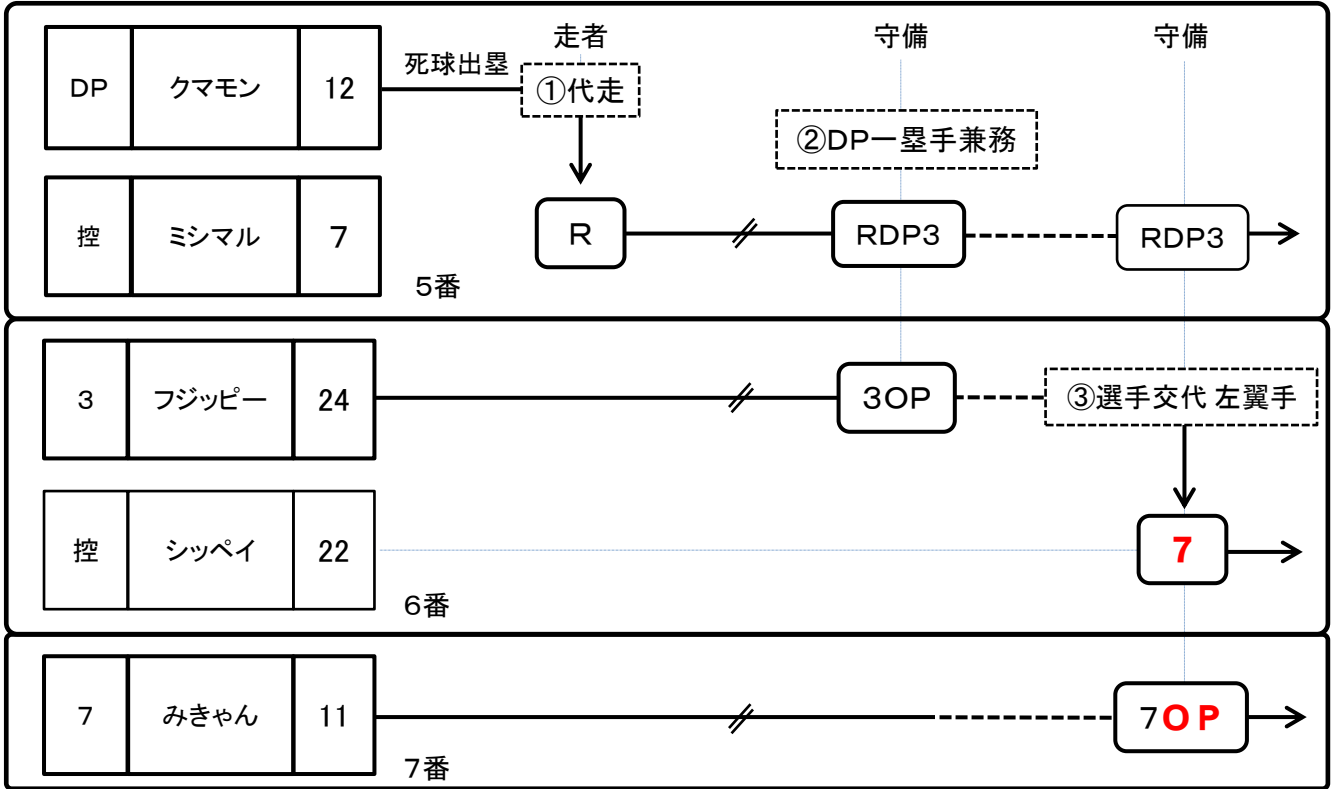 走者 守備 守備
DP クマモン 12 死球出塁 ①代走
②DP一塁手兼務
控 ミシマル 7 R RDP3 RDP3
5番
3 フジッピー 24 3OP ③選手交代 左翼手
控 シッペイ 22 7
6番
7 みきゃん 11 7OP
7番